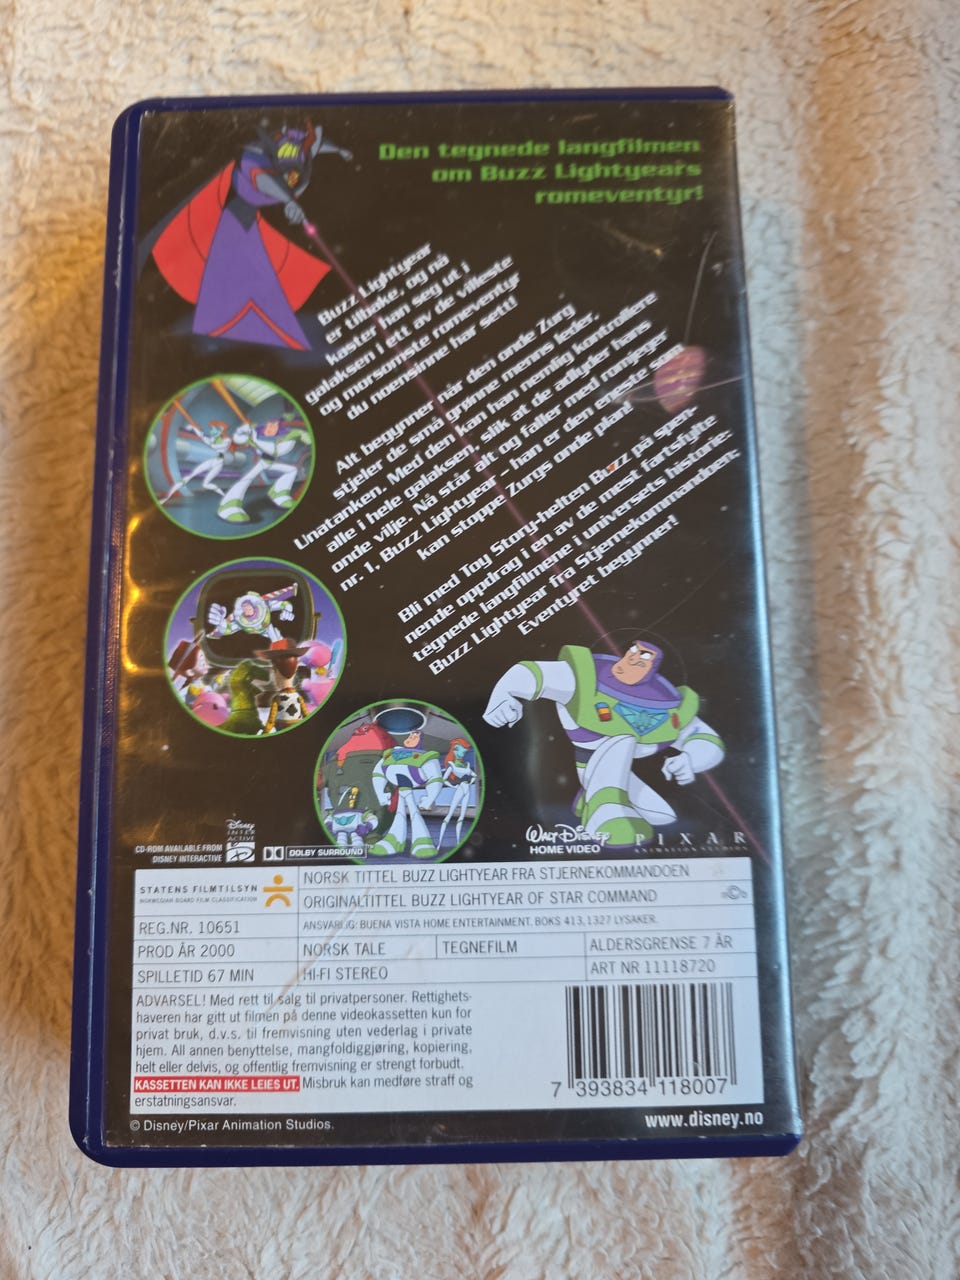 Den tegnede langfilmen
om Buzz Lightyears
romeventyr!
Buzz Lightyear
er tilbake, og nå
kaster han seg ut i
galaksen i ett av de villeste
og morsomste romeventyr
du noensinne har sett!
Alt begynner når den onde Zurg
stjeler de små grønne menns leder,
Unatanken. Med den kan han nemlig kontrollere
alle i hele galaksen, slik at de adlyder hans
onde vilje. Nå står alt og faller med romjeger
nr. 1, Buzz Lightyear - han er den eneste som
kan stoppe Zurgs onde plan!
Bli med Toy Story-helten Buzz på spen-
nende oppdrag i en av de mest fartsfylte
tegnede langfilmene i universets historie:
Buzz Lightyear fra Stjernekommandoen.
Eventyret begynner!
Disney
INTER
ACTIVE
CD-ROM AVAILABLE FROM
DISNEY INTERACTIVE
DOLBY SURROUND
WALT DISNEY
HOME VIDEO
PIXAR
ANIMATION STUDIOS
STATENS FILMTILSYN
NORWEGIAN BOARD FILM CLASSIFICATION
NORSK TITTEL BUZZ LIGHTYEAR FRA STJERNEKOMMANDOEN
ORIGINALTITTEL BUZZ LIGHTYEAR OF STAR COMMAND
REG.NR. 10651
ANSVARLIG: BUENA VISTA HOME ENTERTAINMENT. BOKS 413, 1327 LYSAKER.
PROD ÅR 2000
NORSK TALE
TEGNEFILM
ALDERSGRENSE 7 ÅR
SPILLETID 67 MIN
HI-FI STEREO
ART NR 11118720
ADVARSEL! Med rett til salg til privatpersoner. Rettighets-
haveren har gitt ut filmen på denne videokassetten kun for
privat bruk, d.v.s. til fremvisning uten vederlag i private
hjem. All annen benyttelse, mangfoldiggjøring, kopiering,
helt eller delvis, og offentlig fremvisning er strengt forbudt.
KASSETTEN KAN IKKE LEIES UT. Misbruk kan medføre straff og
erstatningsansvar.
7 393834 118007
© Disney/Pixar Animation Studios.
www.disney.no